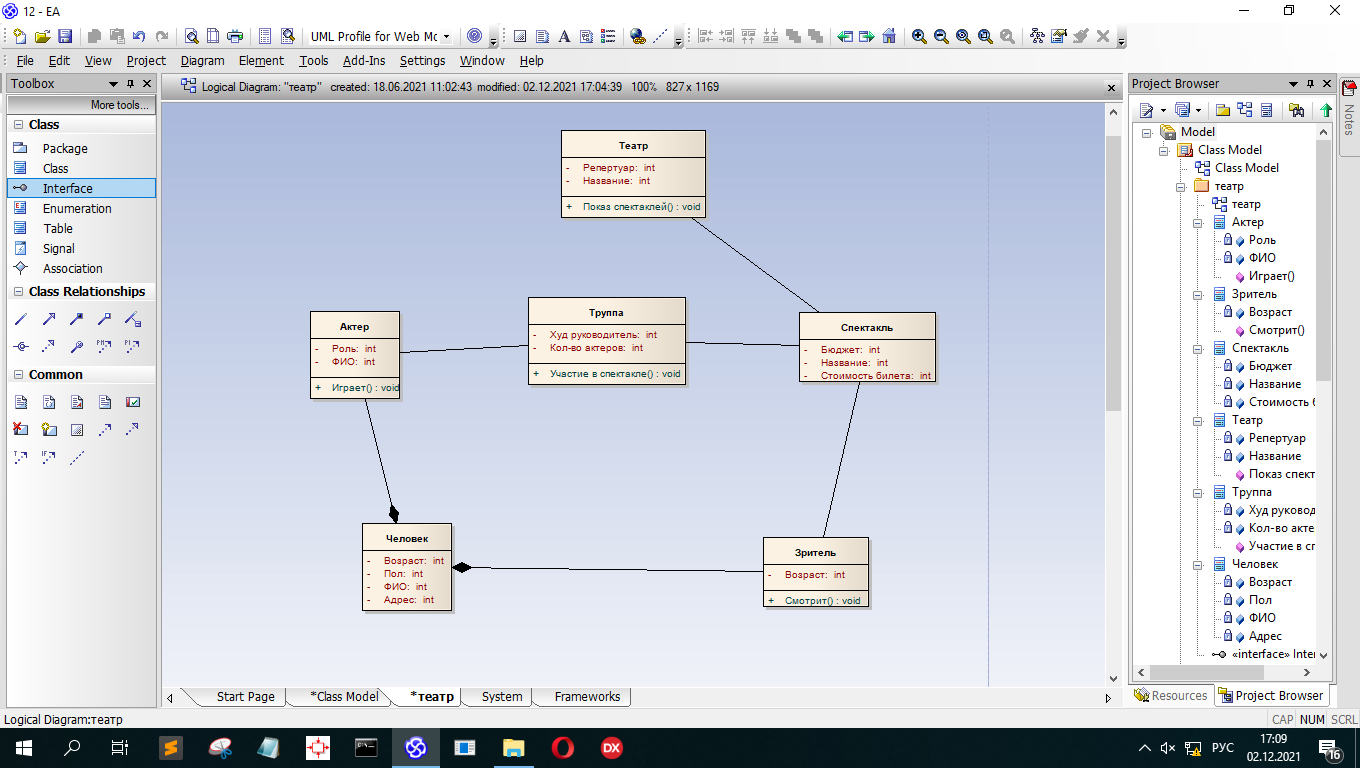 12 - EA
UML Profile for Web Mo
File Edit View Project Diagram Element Tools Add-Ins Settings Window Help
Toolbox
More tools...
Class
Package
Class
Interface
Enumeration
Table
Signal
Association
Class Relationships
Common
Logical Diagram: "театр" created: 18.06.2021 11:02:43 modified: 02.12.2021 17:04:39 100% 827 x 1169
Театр
- Репертуар: int
- Название: int
+ Показ спектаклей() : void
Актер
- Роль: int
- ФИО: int
+ Играет() : void
Труппа
- Худ руководитель: int
- Кол-во актеров: int
+ Участие в спектакле() : void
Спектакль
- Бюджет: int
- Название: int
- Стоимость билета: int
Человек
- Возраст: int
- Пол: int
- ФИО: int
- Адрес: int
Зритель
- Возраст: int
+ Смотрит() : void
Start Page *Class Model *театр System Frameworks
Project Browser
Model
Class Model
Class Model
театр
театр
Актер
Роль
ФИО
Играет()
Зритель
Возраст
Смотрит()
Спектакль
Бюджет
Название
Стоимость б
Театр
Репертуар
Название
Показ спект
Труппа
Худ руковод
Кол-во акте
Участие в сп
Человек
Возраст
Пол
ФИО
Адрес
«interface» Inter
Resources Project Browser
Notes
Logical Diagram:театр
CAP NUM SCRL
DX
РУС
17:09
02.12.2021
16